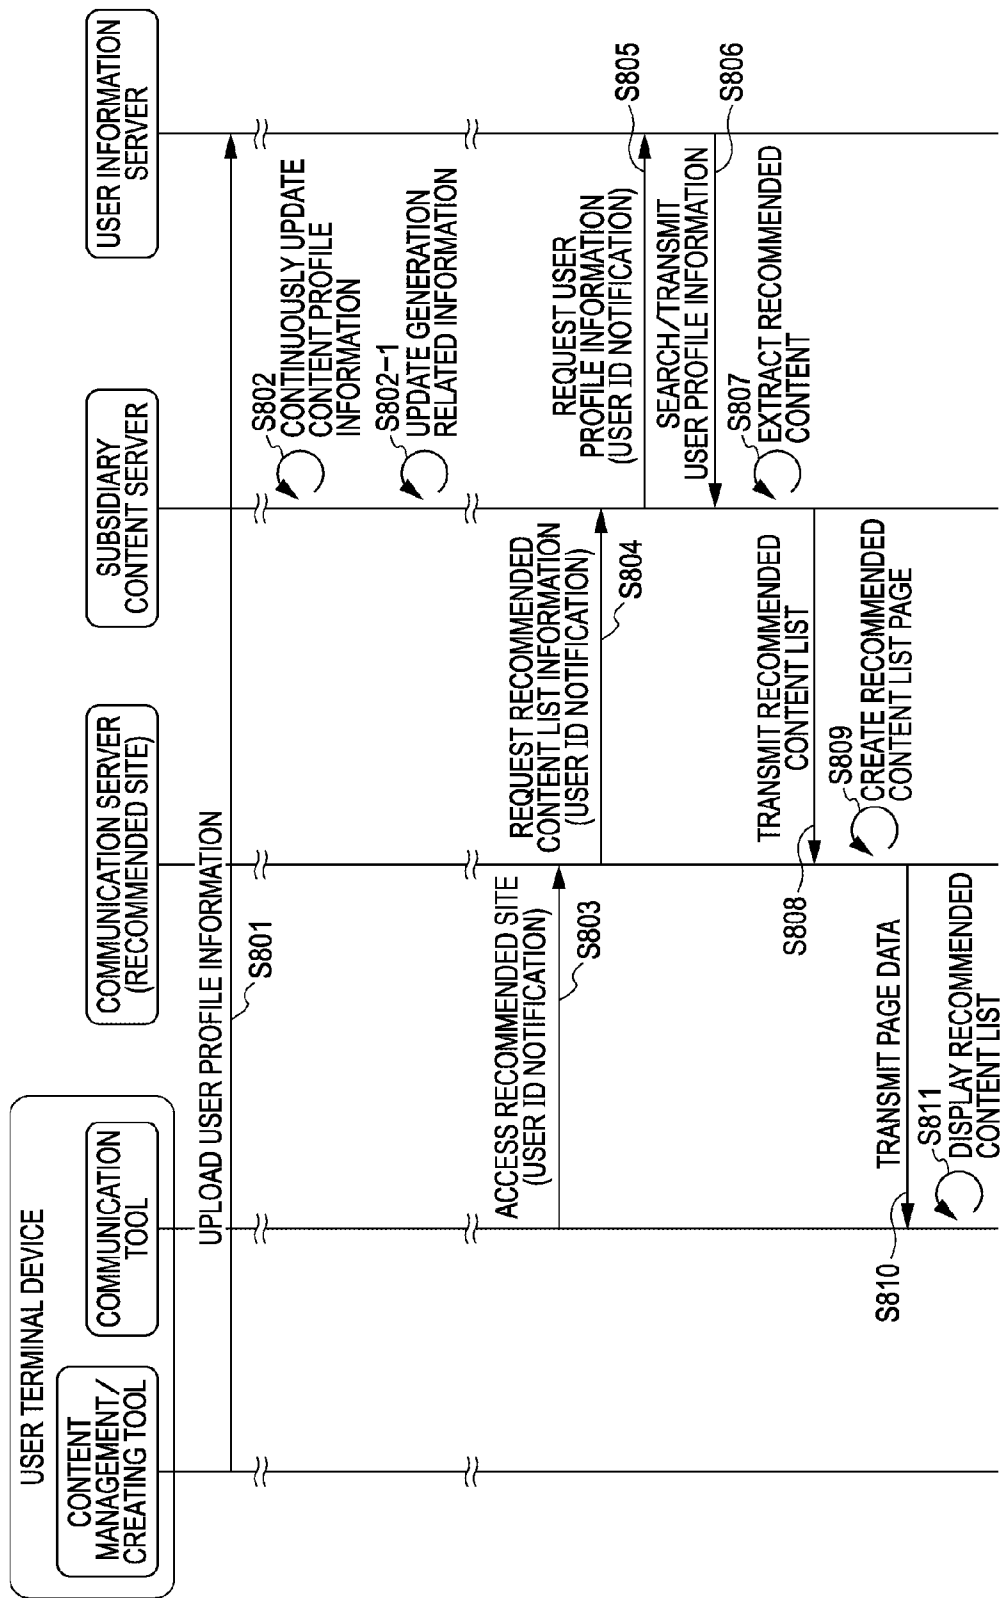 USER TERMINAL DEVICE
CONTENT
MANAGEMENT/
CREATING TOOL
COMMUNICATION
TOOL
COMMUNICATION SERVER
(RECOMMENDED SITE)
SUBSIDIARY
CONTENT SERVER
USER INFORMATION
SERVER
UPLOAD USER PROFILE INFORMATION
S801
S802
CONTINUOUSLY UPDATE
CONTENT PROFILE
INFORMATION
S802-1
UPDATE GENERATION
RELATED INFORMATION
ACCESS RECOMMENDED SITE
(USER ID NOTIFICATION)
S803
REQUEST RECOMMENDED
CONTENT LIST INFORMATION
(USER ID NOTIFICATION)
S804
REQUEST USER
PROFILE INFORMATION
(USER ID NOTIFICATION)
S805
SEARCH/TRANSMIT
USER PROFILE INFORMATION
S806
S807
EXTRACT RECOMMENDED
CONTENT
TRANSMIT RECOMMENDED
CONTENT LIST
S808
S809
CREATE RECOMMENDED
CONTENT LIST PAGE
TRANSMIT PAGE DATA
S810
S811
DISPLAY RECOMMENDED
CONTENT LIST